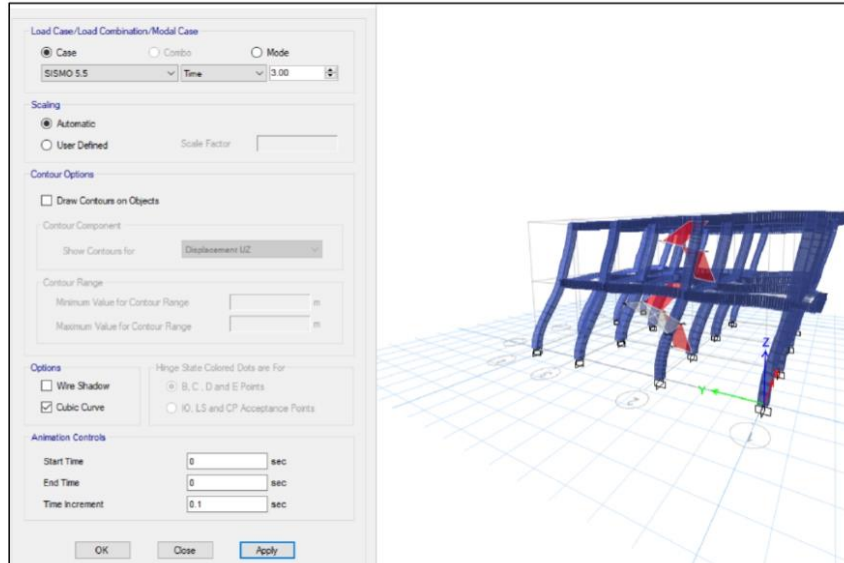 Load Case/Load Combination/Modal Case
Case Combo Mode
SISMO 5.5 Time 3.00
Scaling
Automatic
User Defined Scale Factor
Contour Options
Draw Contours on Objects
Contour Component
Show Contours for Displacement UZ
Contour Range
Minimum Value for Contour Range m
Maximum Value for Contour Range m
Options Hinge State Colored Dots are For
Wire Shadow B, C , D and E Points
Cubic Curve IO, LS and CP Acceptance Points
Animation Controls
Start Time 0 sec
End Time 0 sec
Time Increment 0.1 sec
OK Close Apply
Z
Y
2
1